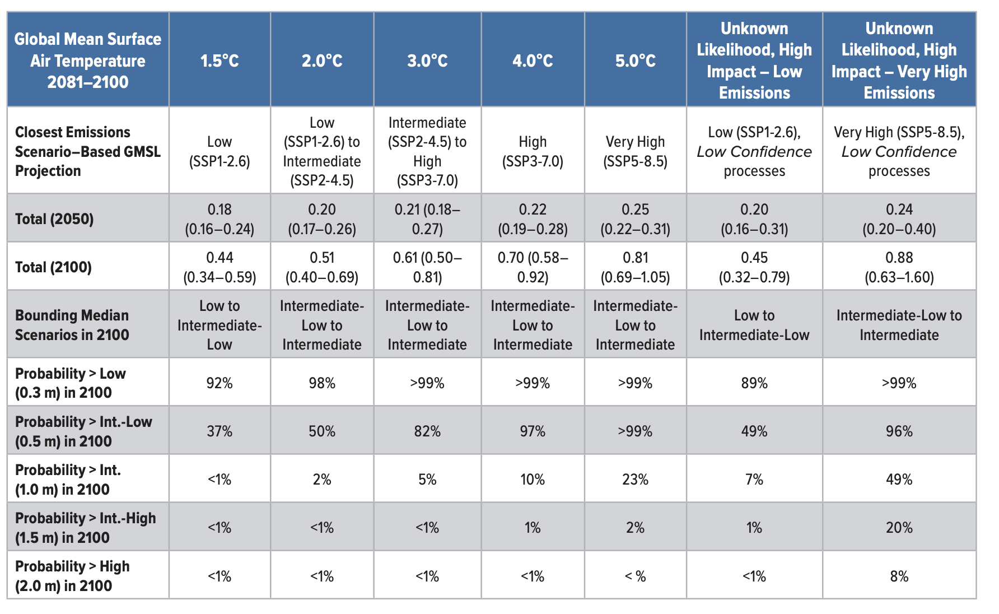 Global Mean Surface
Air Temperature
2081–2100
1.5°C
2.0°C
3.0°C
4.0°C
5.0°C
Unknown
Likelihood, High
Impact – Low
Emissions
Unknown
Likelihood, High
Impact – Very High
Emissions
Closest Emissions
Scenario–Based GMSL
Projection
Low
(SSP1-2.6)
Low
(SSP1-2.6) to
Intermediate
(SSP2-4.5)
Intermediate
(SSP2-4.5) to
High
(SSP3-7.0)
High
(SSP3-7.0)
Very High
(SSP5-8.5)
Low (SSP1-2.6),
Low Confidence
processes
Very High (SSP5-8.5),
Low Confidence
processes
Total (2050)
0.18
(0.16–0.24)
0.20
(0.17–0.26)
0.21 (0.18–
0.27)
0.22
(0.19–0.28)
0.25
(0.22–0.31)
0.20
(0.16–0.31)
0.24
(0.20–0.40)
Total (2100)
0.44
(0.34–0.59)
0.51
(0.40–0.69)
0.61 (0.50–
0.81)
0.70 (0.58–
0.92)
0.81
(0.69–1.05)
0.45
(0.32–0.79)
0.88
(0.63–1.60)
Bounding Median
Scenarios in 2100
Low to
Intermediate-
Low
Intermediate-
Low to
Intermediate
Intermediate-
Low to
Intermediate
Intermediate-
Low to
Intermediate
Intermediate-
Low to
Intermediate
Low to
Intermediate-Low
Intermediate-Low to
Intermediate
Probability > Low
(0.3 m) in 2100
92%
98%
>99%
>99%
>99%
89%
>99%
Probability > Int.-Low
(0.5 m) in 2100
37%
50%
82%
97%
>99%
49%
96%
Probability > Int.
(1.0 m) in 2100
<1%
2%
5%
10%
23%
7%
49%
Probability > Int.-High
(1.5 m) in 2100
<1%
<1%
<1%
1%
2%
1%
20%
Probability > High
(2.0 m) in 2100
<1%
<1%
<1%
<1%
< %
<1%
8%